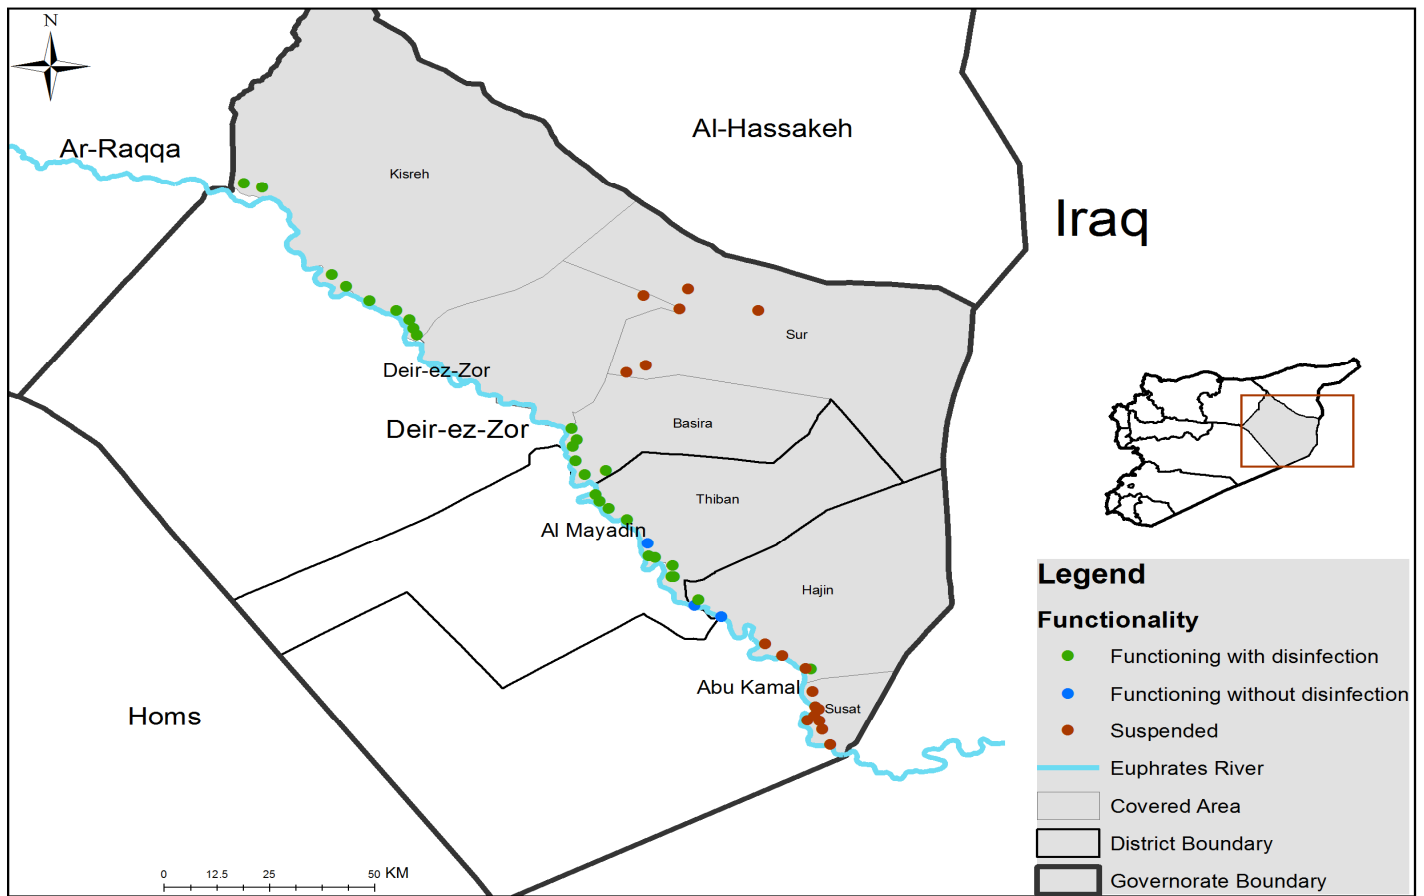 N
Ar-Raqqa
Al-Hassakeh
Kisreh
Iraq
Sur
Deir-ez-Zor
Deir-ez-Zor
Basira
Thiban
Al Mayadin
Hajin
Abu Kamal
Susat
Homs
Legend
Functionality
Functioning with disinfection
Functioning without disinfection
Suspended
Euphrates River
Covered Area
District Boundary
Governorate Boundary
0 12.5 25 50 KM